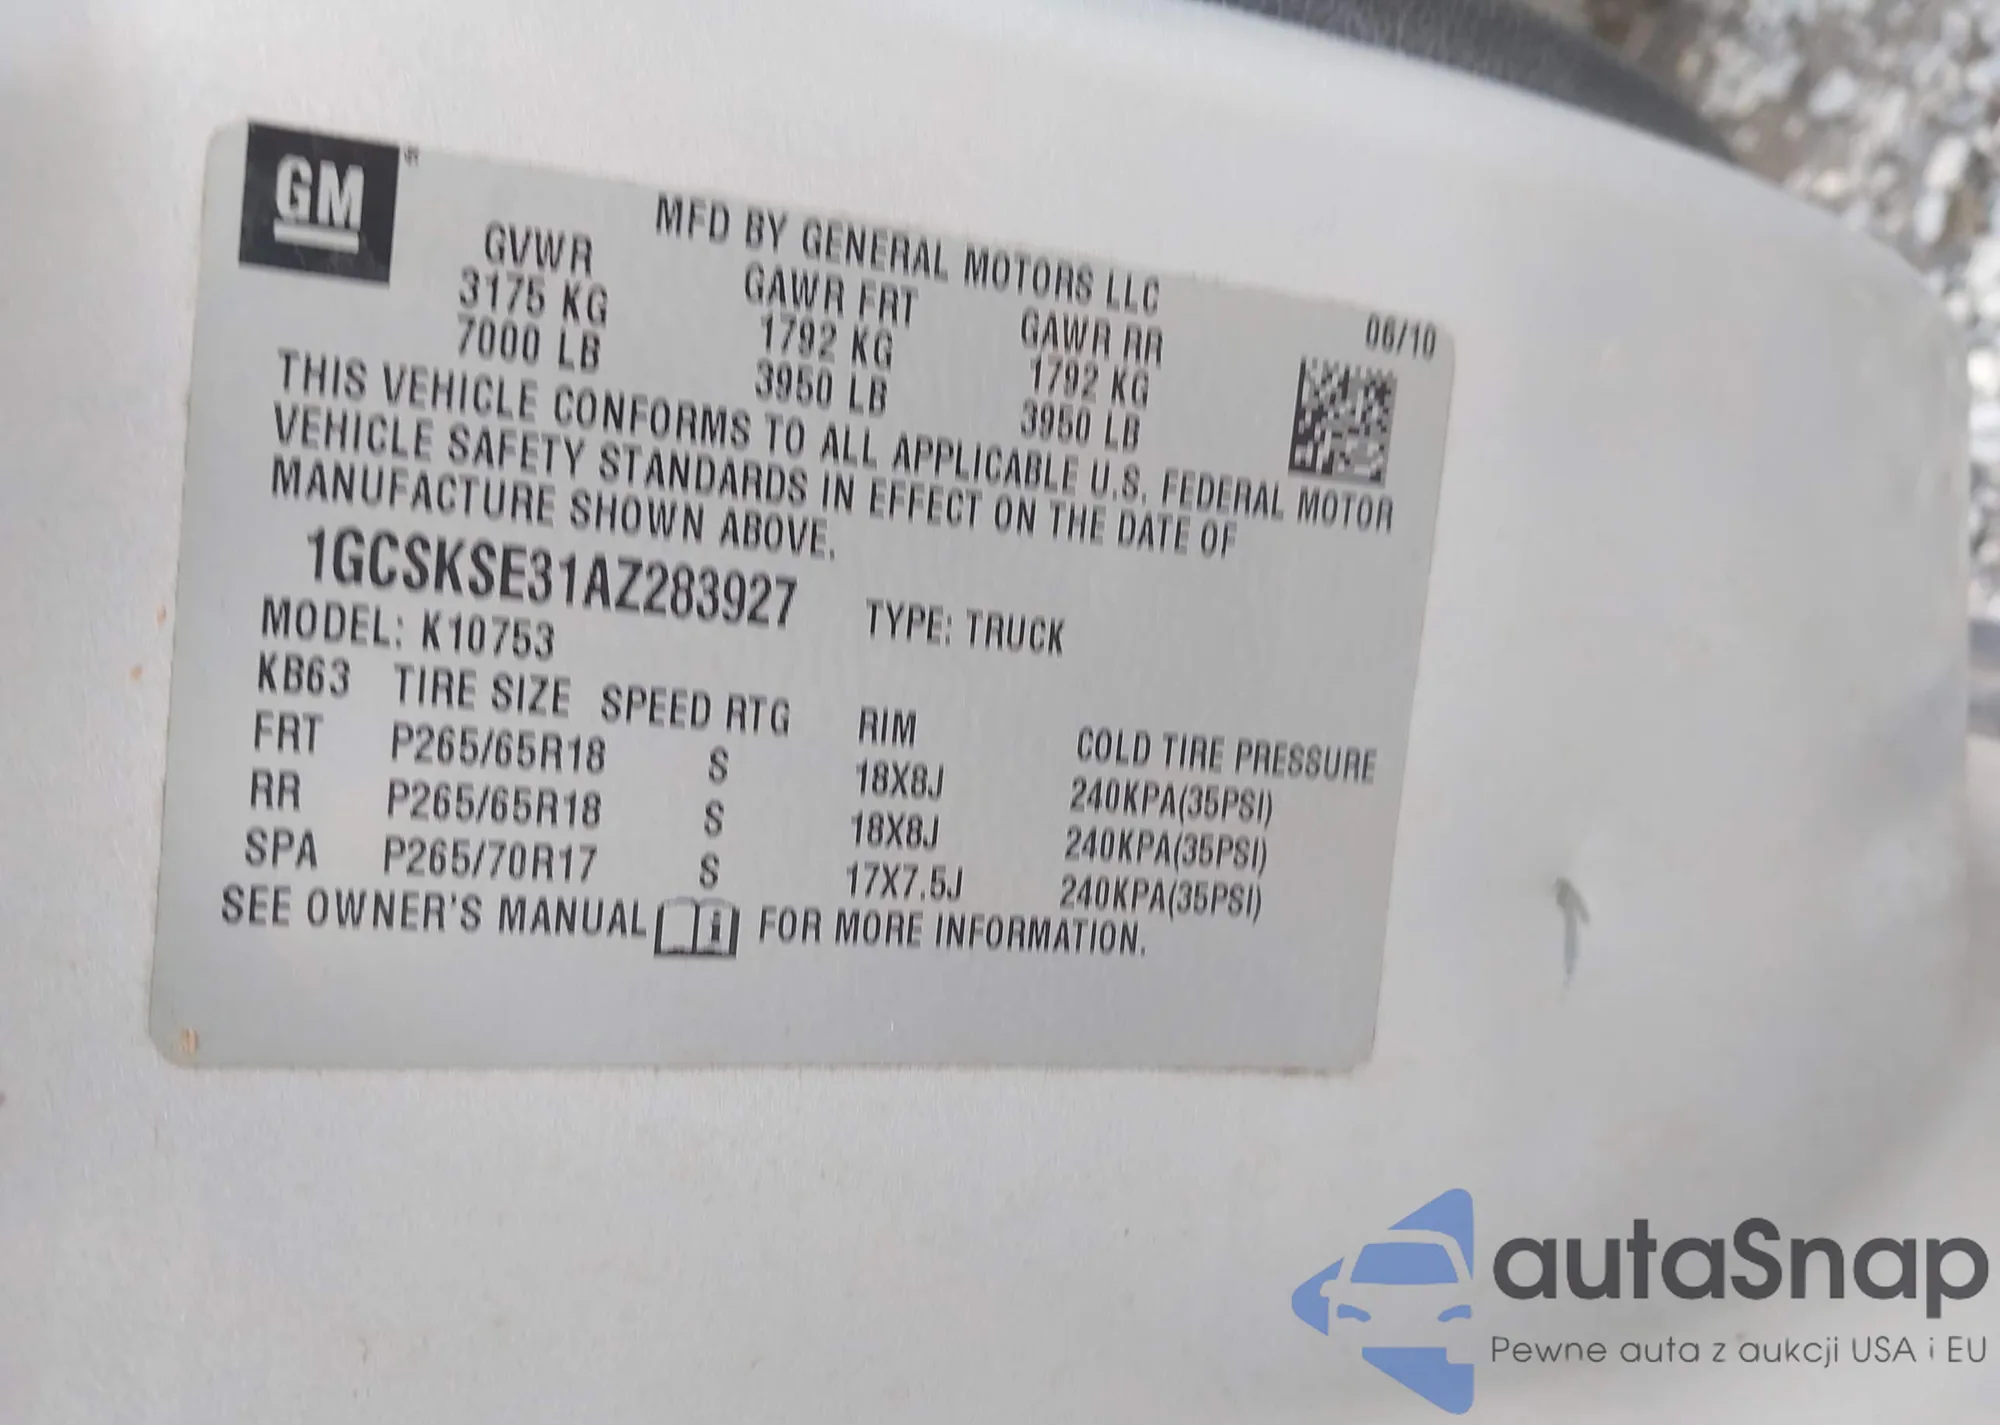 GM
MFD BY GENERAL MOTORS LLC
GVWR GAWR FRT GAWR RR 06/10
3175 KG 1792 KG 1792 KG
7000 LB 3950 LB 3950 LB
THIS VEHICLE CONFORMS TO ALL APPLICABLE U.S. FEDERAL MOTOR
VEHICLE SAFETY STANDARDS IN EFFECT ON THE DATE OF
MANUFACTURE SHOWN ABOVE.
1GCSKSE31AZ283927 TYPE: TRUCK
MODEL: K10753
KB63 TIRE SIZE SPEED RTG RIM COLD TIRE PRESSURE
FRT P265/65R18 S 18X8J 240KPA(35PSI)
RR P265/65R18 S 18X8J 240KPA(35PSI)
SPA P265/70R17 S 17X7.5J 240KPA(35PSI)
SEE OWNER'S MANUAL i FOR MORE INFORMATION.
autaSnap
Pewne auta z aukcji USA i EU